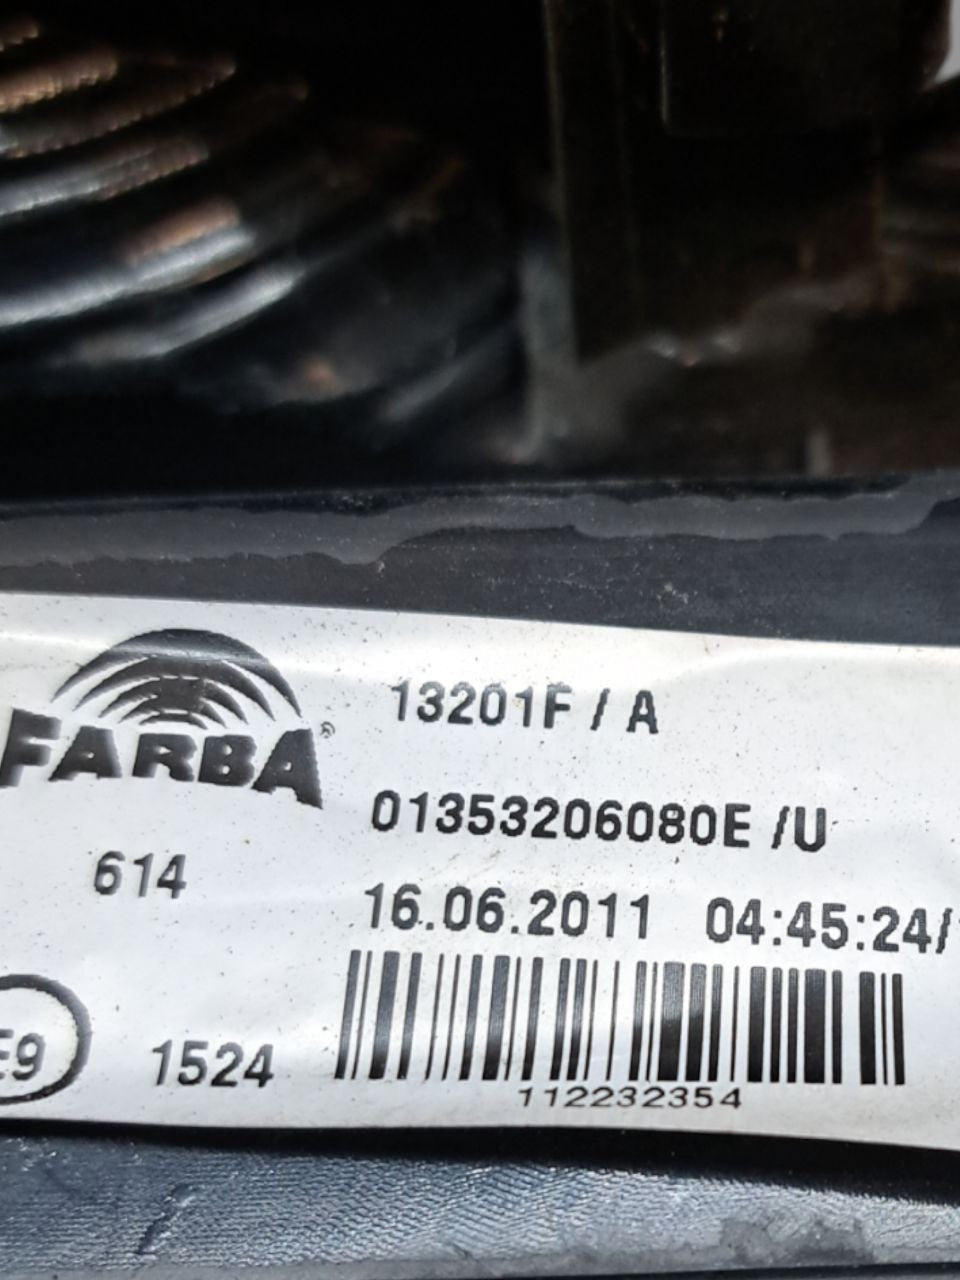 FARBA®
13201F / A
01353206080E /U
614
16.06.2011 04:45:24/
E9
1524
112232354